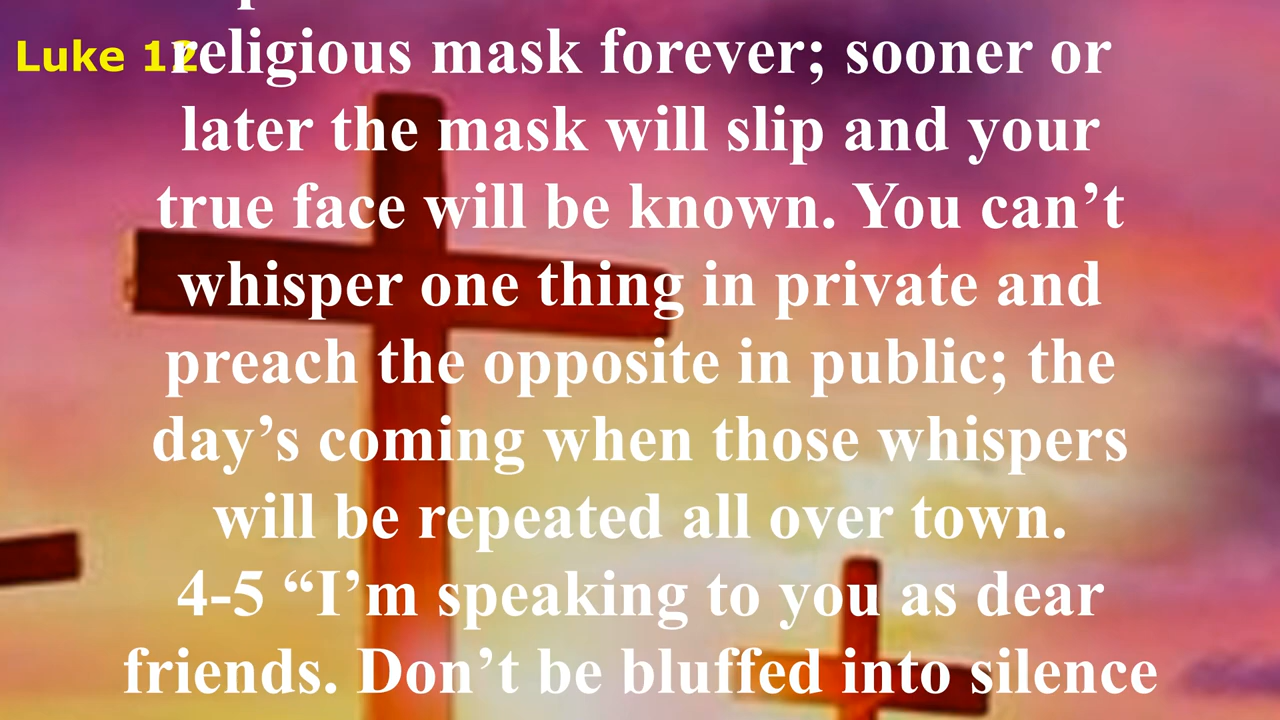 Luke 12
religious mask forever; sooner or
later the mask will slip and your
true face will be known. You can’t
whisper one thing in private and
preach the opposite in public; the
day’s coming when those whispers
will be repeated all over town.
4-5 “I’m speaking to you as dear
friends. Don’t be bluffed into silence